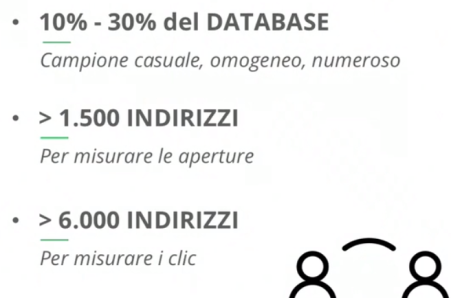 • 10% - 30% del DATABASE
Campione casuale, omogeneo, numeroso
• > 1.500 INDIRIZZI
Per misurare le aperture
• > 6.000 INDIRIZZI
Per misurare i clic